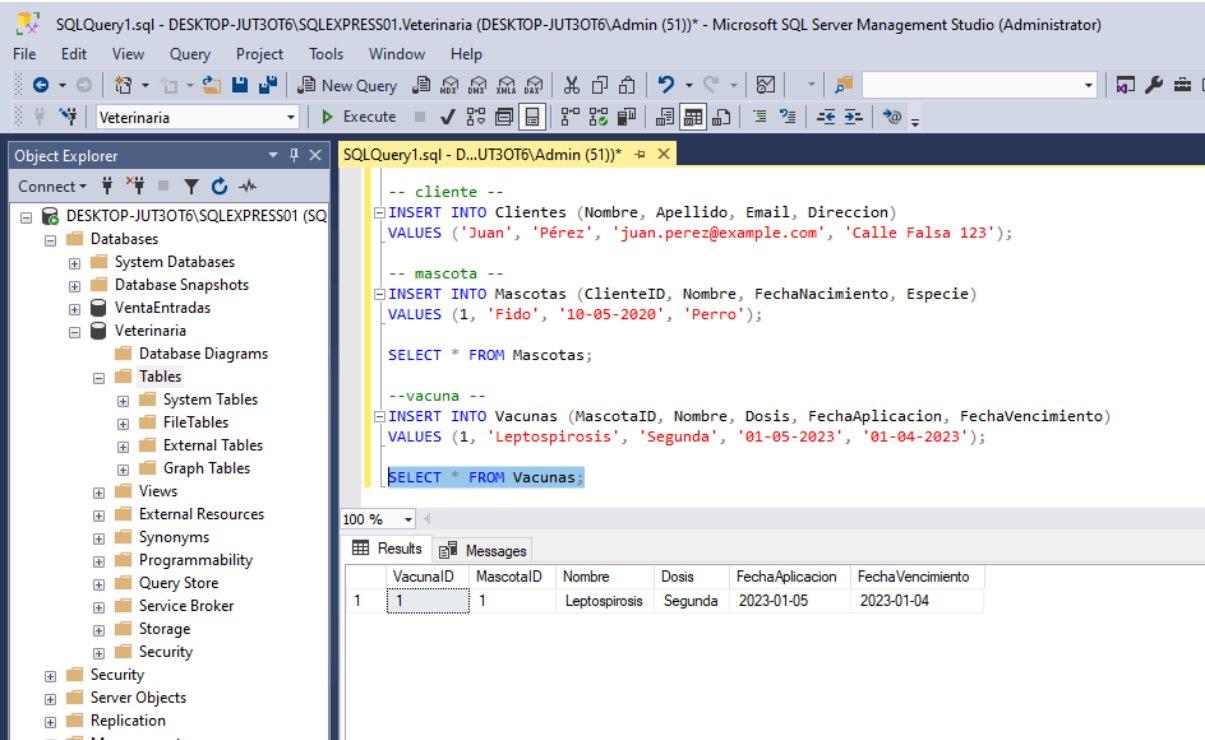 SQLQuery1.sql - DESKTOP-JUT3OT6\SQLEXPRESS01.Veterinaria (DESKTOP-JUT3OT6\Admin (51))* - Microsoft SQL Server Management Studio (Administrator)
File Edit View Query Project Tools Window Help
New Query MDX DMX XMLA DAX
Veterinaria Execute
Object Explorer
Connect
DESKTOP-JUT3OT6\SQLEXPRESS01 (SQ
Databases
System Databases
Database Snapshots
VentaEntradas
Veterinaria
Database Diagrams
Tables
System Tables
FileTables
External Tables
Graph Tables
Views
External Resources
Synonyms
Programmability
Query Store
Service Broker
Storage
Security
Security
Server Objects
Replication
SQLQuery1.sql - D...UT3OT6\Admin (51))*
-- cliente --
INSERT INTO Clientes (Nombre, Apellido, Email, Direccion)
VALUES ('Juan', 'Pérez', 'juan.perez@example.com', 'Calle Falsa 123');
-- mascota --
INSERT INTO Mascotas (ClienteID, Nombre, FechaNacimiento, Especie)
VALUES (1, 'Fido', '10-05-2020', 'Perro');
SELECT * FROM Mascotas;
--vacuna --
INSERT INTO Vacunas (MascotaID, Nombre, Dosis, FechaAplicacion, FechaVencimiento)
VALUES (1, 'Leptospirosis', 'Segunda', '01-05-2023', '01-04-2023');
SELECT * FROM Vacunas;
100 %
Results Messages
VacunaID MascotaID Nombre Dosis FechaAplicacion FechaVencimiento
1 1 1 Leptospirosis Segunda 2023-01-05 2023-01-04